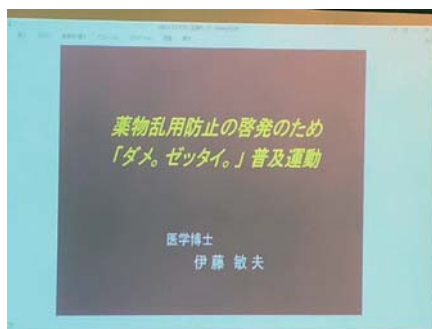 薬物乱用防止の啓発のため
「ダメ。ゼッタイ。」普及運動
医学博士
伊藤 敏夫